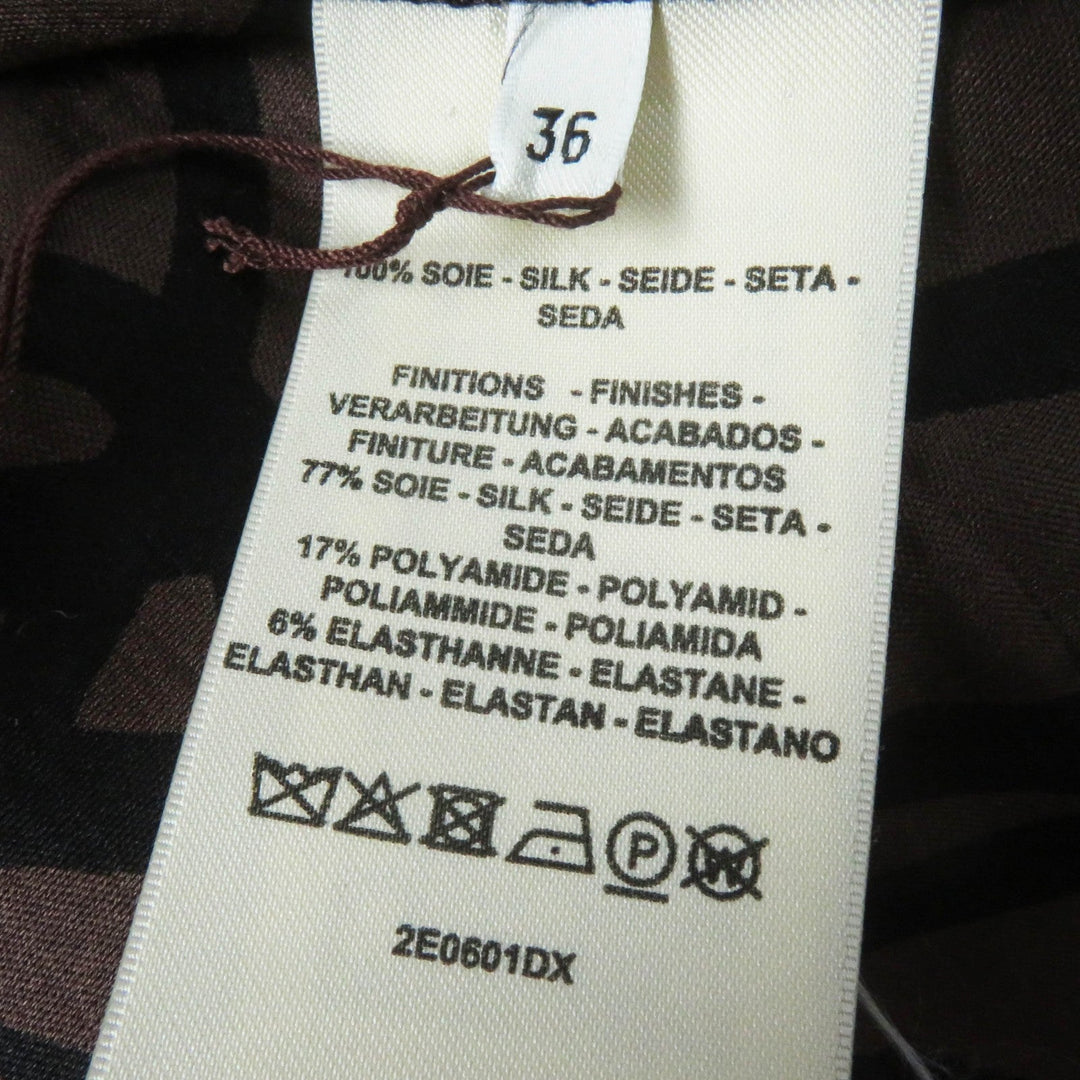 36
100% SOIE - SILK - SEIDE - SETA -
SEDA
FINITIONS - FINISHES -
VERARBEITUNG - ACABADOS -
FINITURE - ACABAMENTOS
77% SOIE - SILK - SEIDE - SETA -
SEDA
17% POLYAMIDE - POLYAMID -
POLIAMMIDE - POLIAMIDA
6% ELASTHANNE - ELASTANE -
ELASTHAN - ELASTAN - ELASTANO
P W
2E0601DX